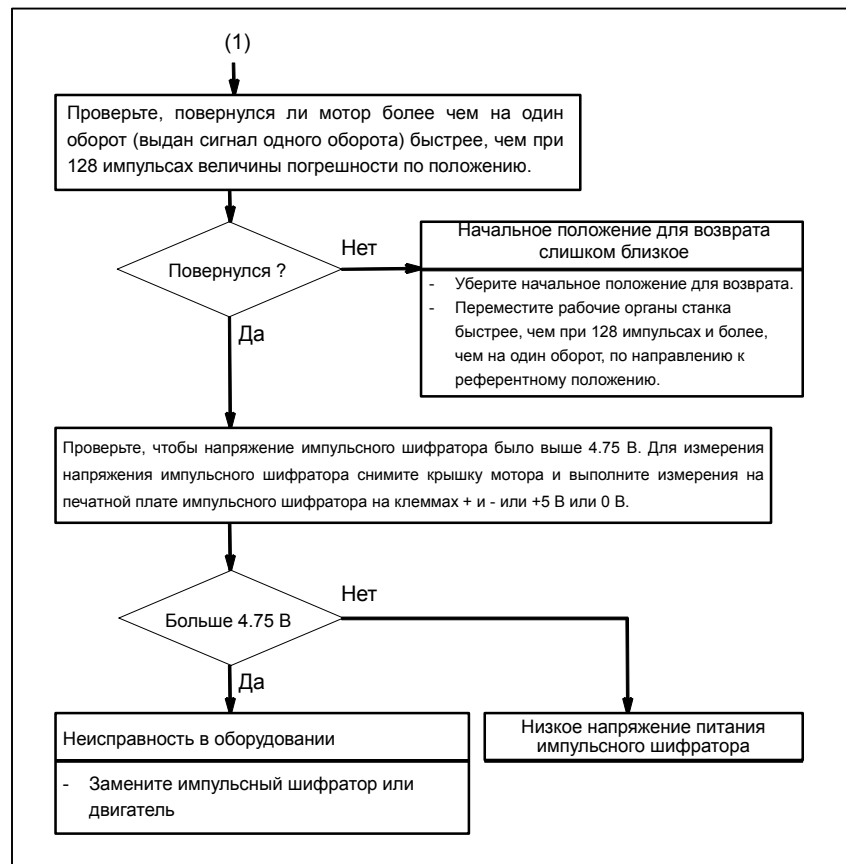 (1)
Проверьте, повернулся ли мотор более чем на один
оборот (выдан сигнал одного оборота) быстрее, чем при
128 импульсах величины погрешности по положению.
Повернулся ?
Нет
Начальное положение для возврата
слишком близкое
- Уберите начальное положение для возврата.
- Переместите рабочие органы станка
быстрее, чем при 128 импульсах и более,
чем на один оборот, по направлению к
референтному положению.
Да
Проверьте, чтобы напряжение импульсного шифратора было выше 4.75 В. Для измерения
напряжения импульсного шифратора снимите крышку мотора и выполните измерения на
печатной плате импульсного шифратора на клеммах + и - или +5 В или 0 В.
Больше 4.75 В
Нет
Да
Неисправность в оборудовании
- Замените импульсный шифратор или
двигатель
Низкое напряжение питания
импульсного шифратора